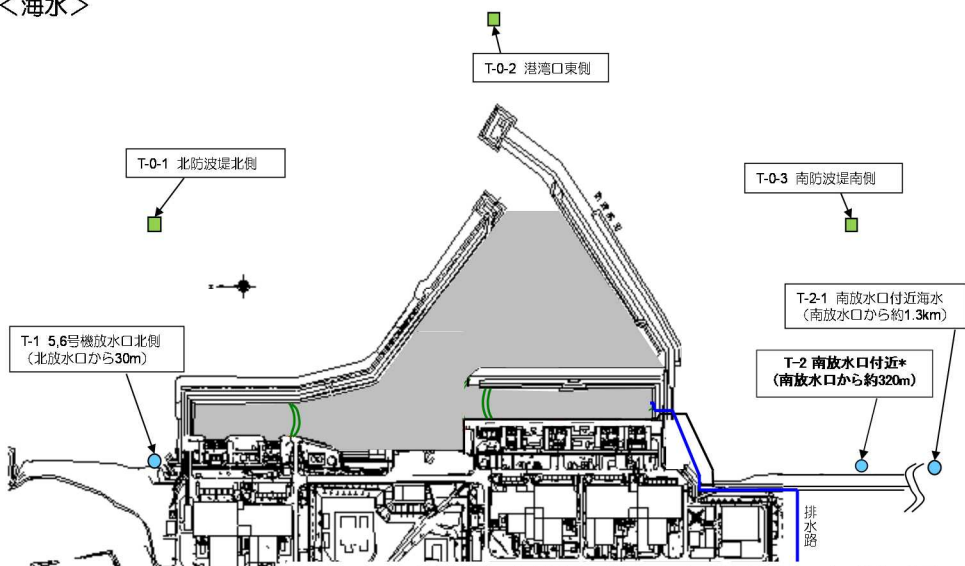 ＜海水＞
T-0-2 港湾口東側
T-0-1 北防波堤北側
T-0-3 南防波堤南側
T-2-1 南放水口付近海水
（南放水口から約1.3km）
T-1 5,6号機放水口北側
（北放水口から30m）
T-2 南放水口付近*
（南放水口から約320m）
排水路